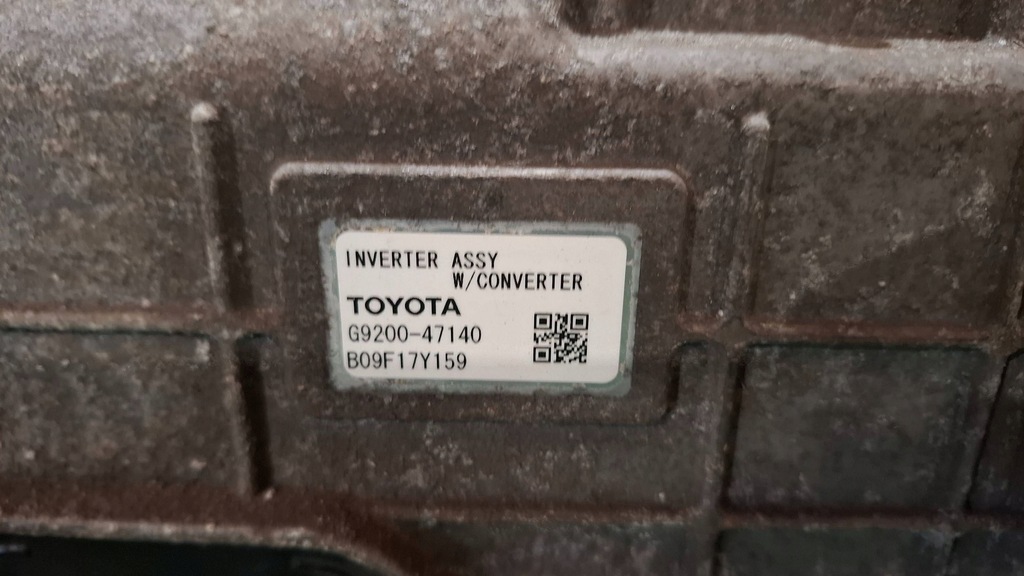 INVERTER ASSY
W/CONVERTER
TOYOTA
G9200-47140
B09F17Y159